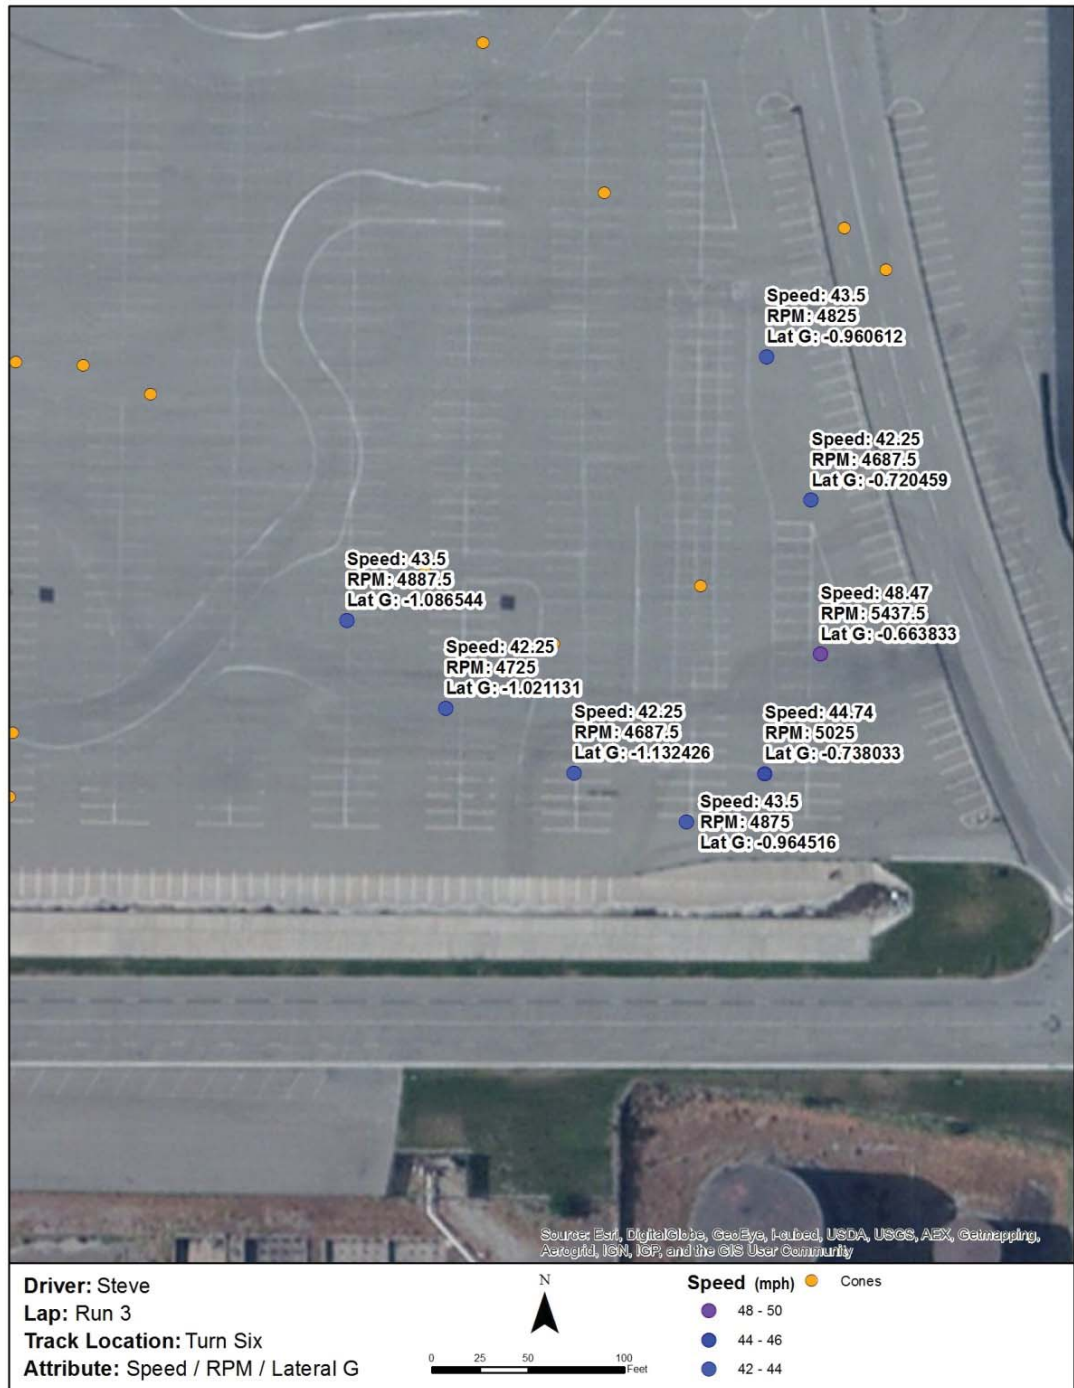 Speed: 43.5
RPM: 4825
Lat G: -0.960612
Speed: 42.25
RPM: 4687.5
Lat G: -0.720459
Speed: 43.5
RPM: 4887.5
Lat G: -1.086544
Speed: 48.47
RPM: 5437.5
Lat G: -0.663833
Speed: 42.25
RPM: 4725
Lat G: -1.021131
Speed: 42.25
RPM: 4687.5
Lat G: -1.132426
Speed: 44.74
RPM: 5025
Lat G: -0.738033
Speed: 43.5
RPM: 4875
Lat G: -0.964516
Source: Esri, DigitalGlobe, GeoEye, i-cubed, USDA, USGS, AEX, Getmapping,
Aerogrid, IGN, IGP, and the GIS User Community
Driver: Steve
Lap: Run 3
Track Location: Turn Six
Attribute: Speed / RPM / Lateral G
N
0 25 50 100
Feet
Speed (mph)
48 - 50
44 - 46
42 - 44
Cones